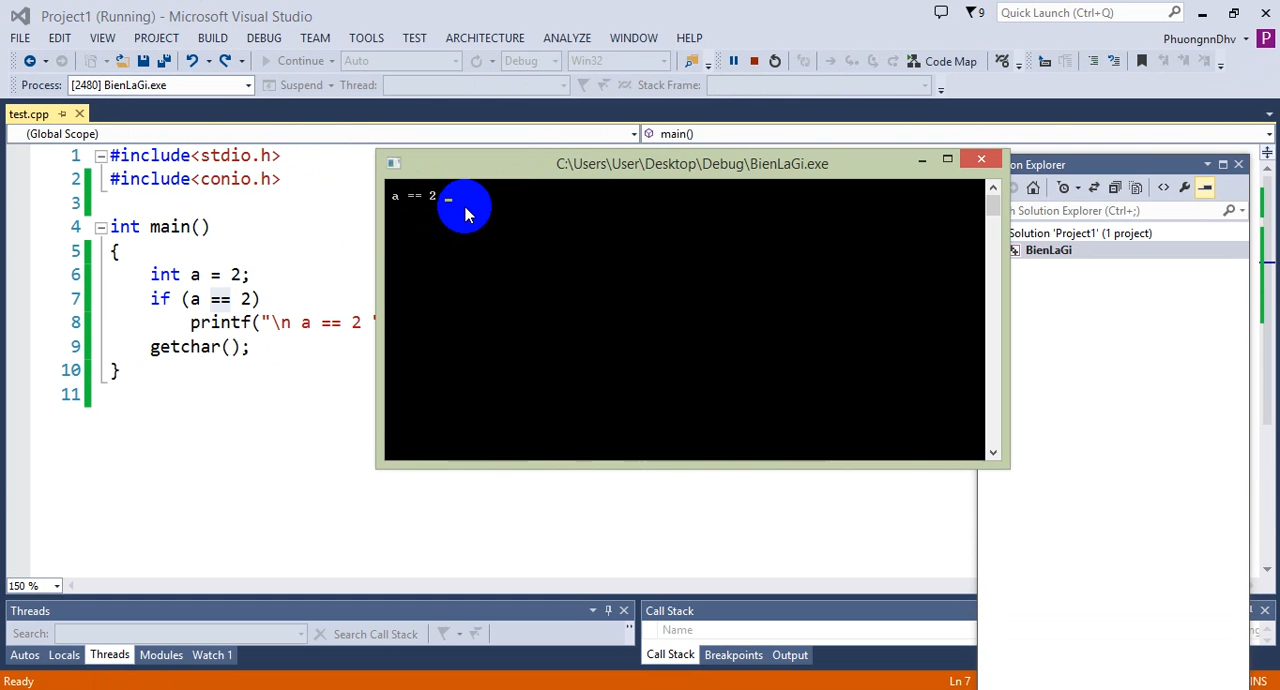 Project1 (Running) - Microsoft Visual Studio
9
Quick Launch (Ctrl+Q)
FILE EDIT VIEW PROJECT BUILD DEBUG TEAM TOOLS TEST ARCHITECTURE ANALYZE WINDOW HELP
PhuongnnDhv P
Continue Auto Debug Win32 Code Map
Process: [2480] BienLaGi.exe Suspend Thread: Stack Frame:
test.cpp
(Global Scope) main()
1 #include<stdio.h>
2 #include<conio.h>
3
4 int main()
5 {
6 int a = 2;
7 if (a == 2)
8 printf("\n a == 2 "
9 getchar();
10 }
11
C:\Users\User\Desktop\Debug\BienLaGi.exe
a == 2
on Explorer
h Solution Explorer (Ctrl+;)
Solution 'Project1' (1 project)
BienLaGi
150 %
Threads
Search: Search Call Stack
Autos Locals Threads Modules Watch 1
Call Stack
Name
Call Stack Breakpoints Output
Ready Ln 7 INS